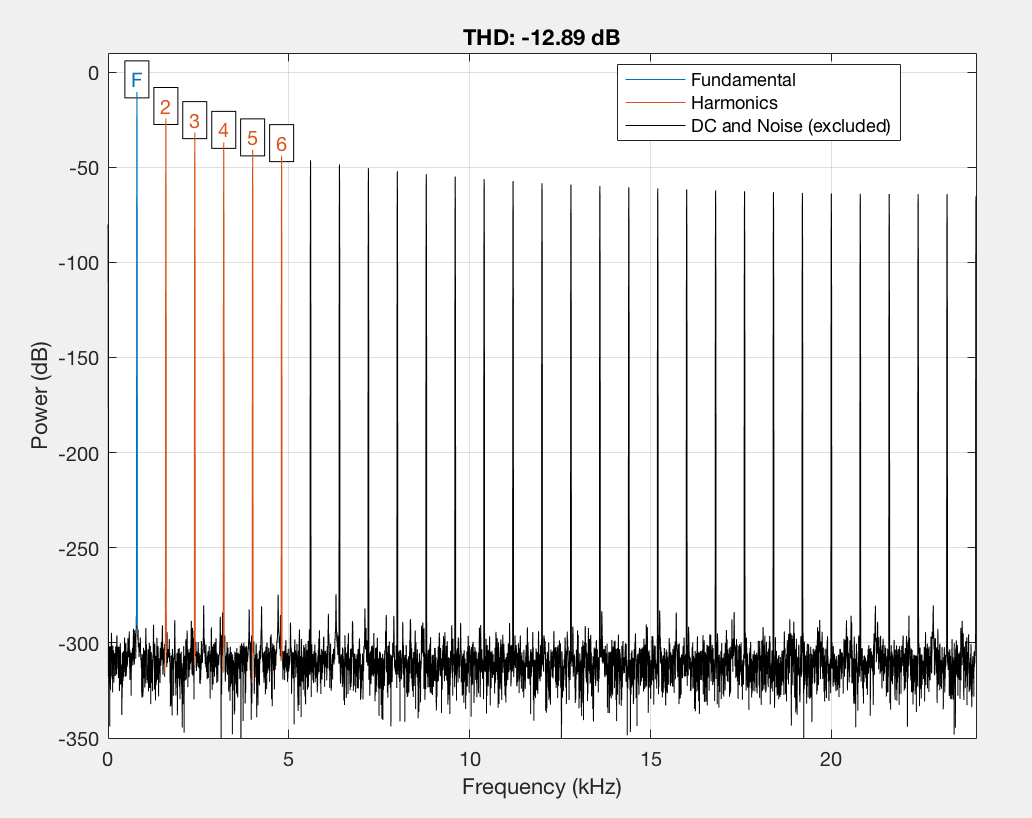 THD: -12.89 dB
0
-50
-100
-150
-200
-250
-300
-350
Power (dB)
F
2
3
4
5
6
Fundamental
Harmonics
DC and Noise (excluded)
0
5
10
15
20
Frequency (kHz)